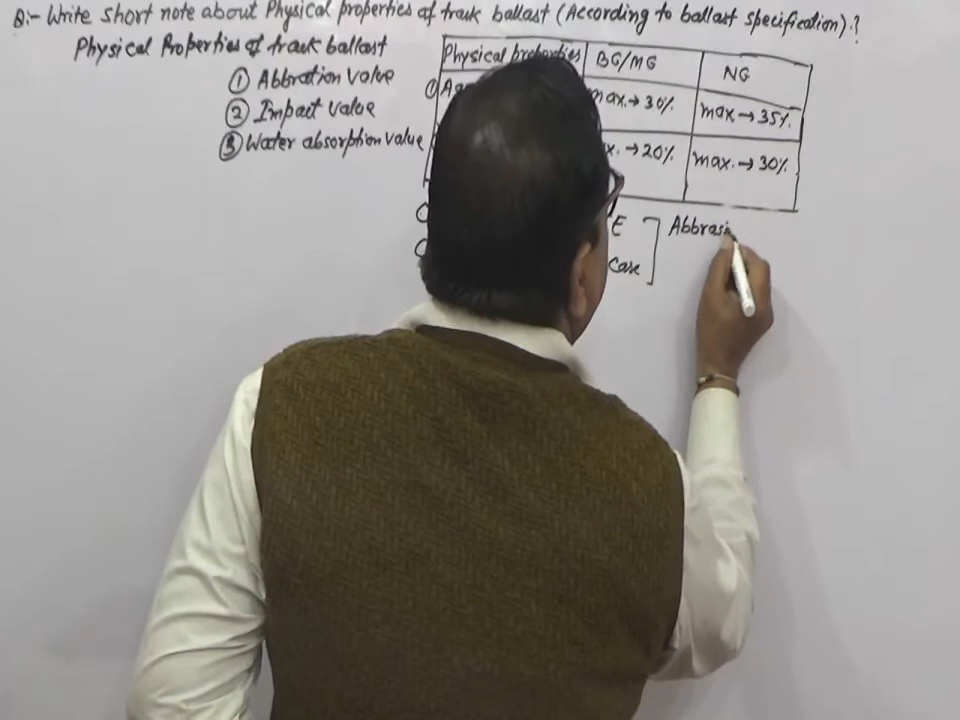 Q:- Write short note about Physical properties of track ballast (According to ballast specification).?
Physical Properties of track ballast
① Abbration value
② Impact value
③ Water absorption value
Physical properties BG/MG NG
① max.→30% max.→35%
→20% max.→30%
E Abbrasi
Case